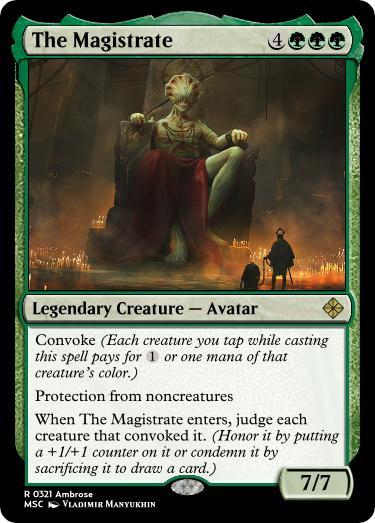 The Magistrate 4
Legendary Creature — Avatar
Convoke (Each creature you tap while casting
this spell pays for 1 or one mana of that
creature's color.)
Protection from noncreatures
When The Magistrate enters, judge each
creature that convoked it. (Honor it by putting
a +1/+1 counter on it or condemn it by
sacrificing it to draw a card.)
7/7
R 0321 Ambrose
MSC Vladimir Manyukhin